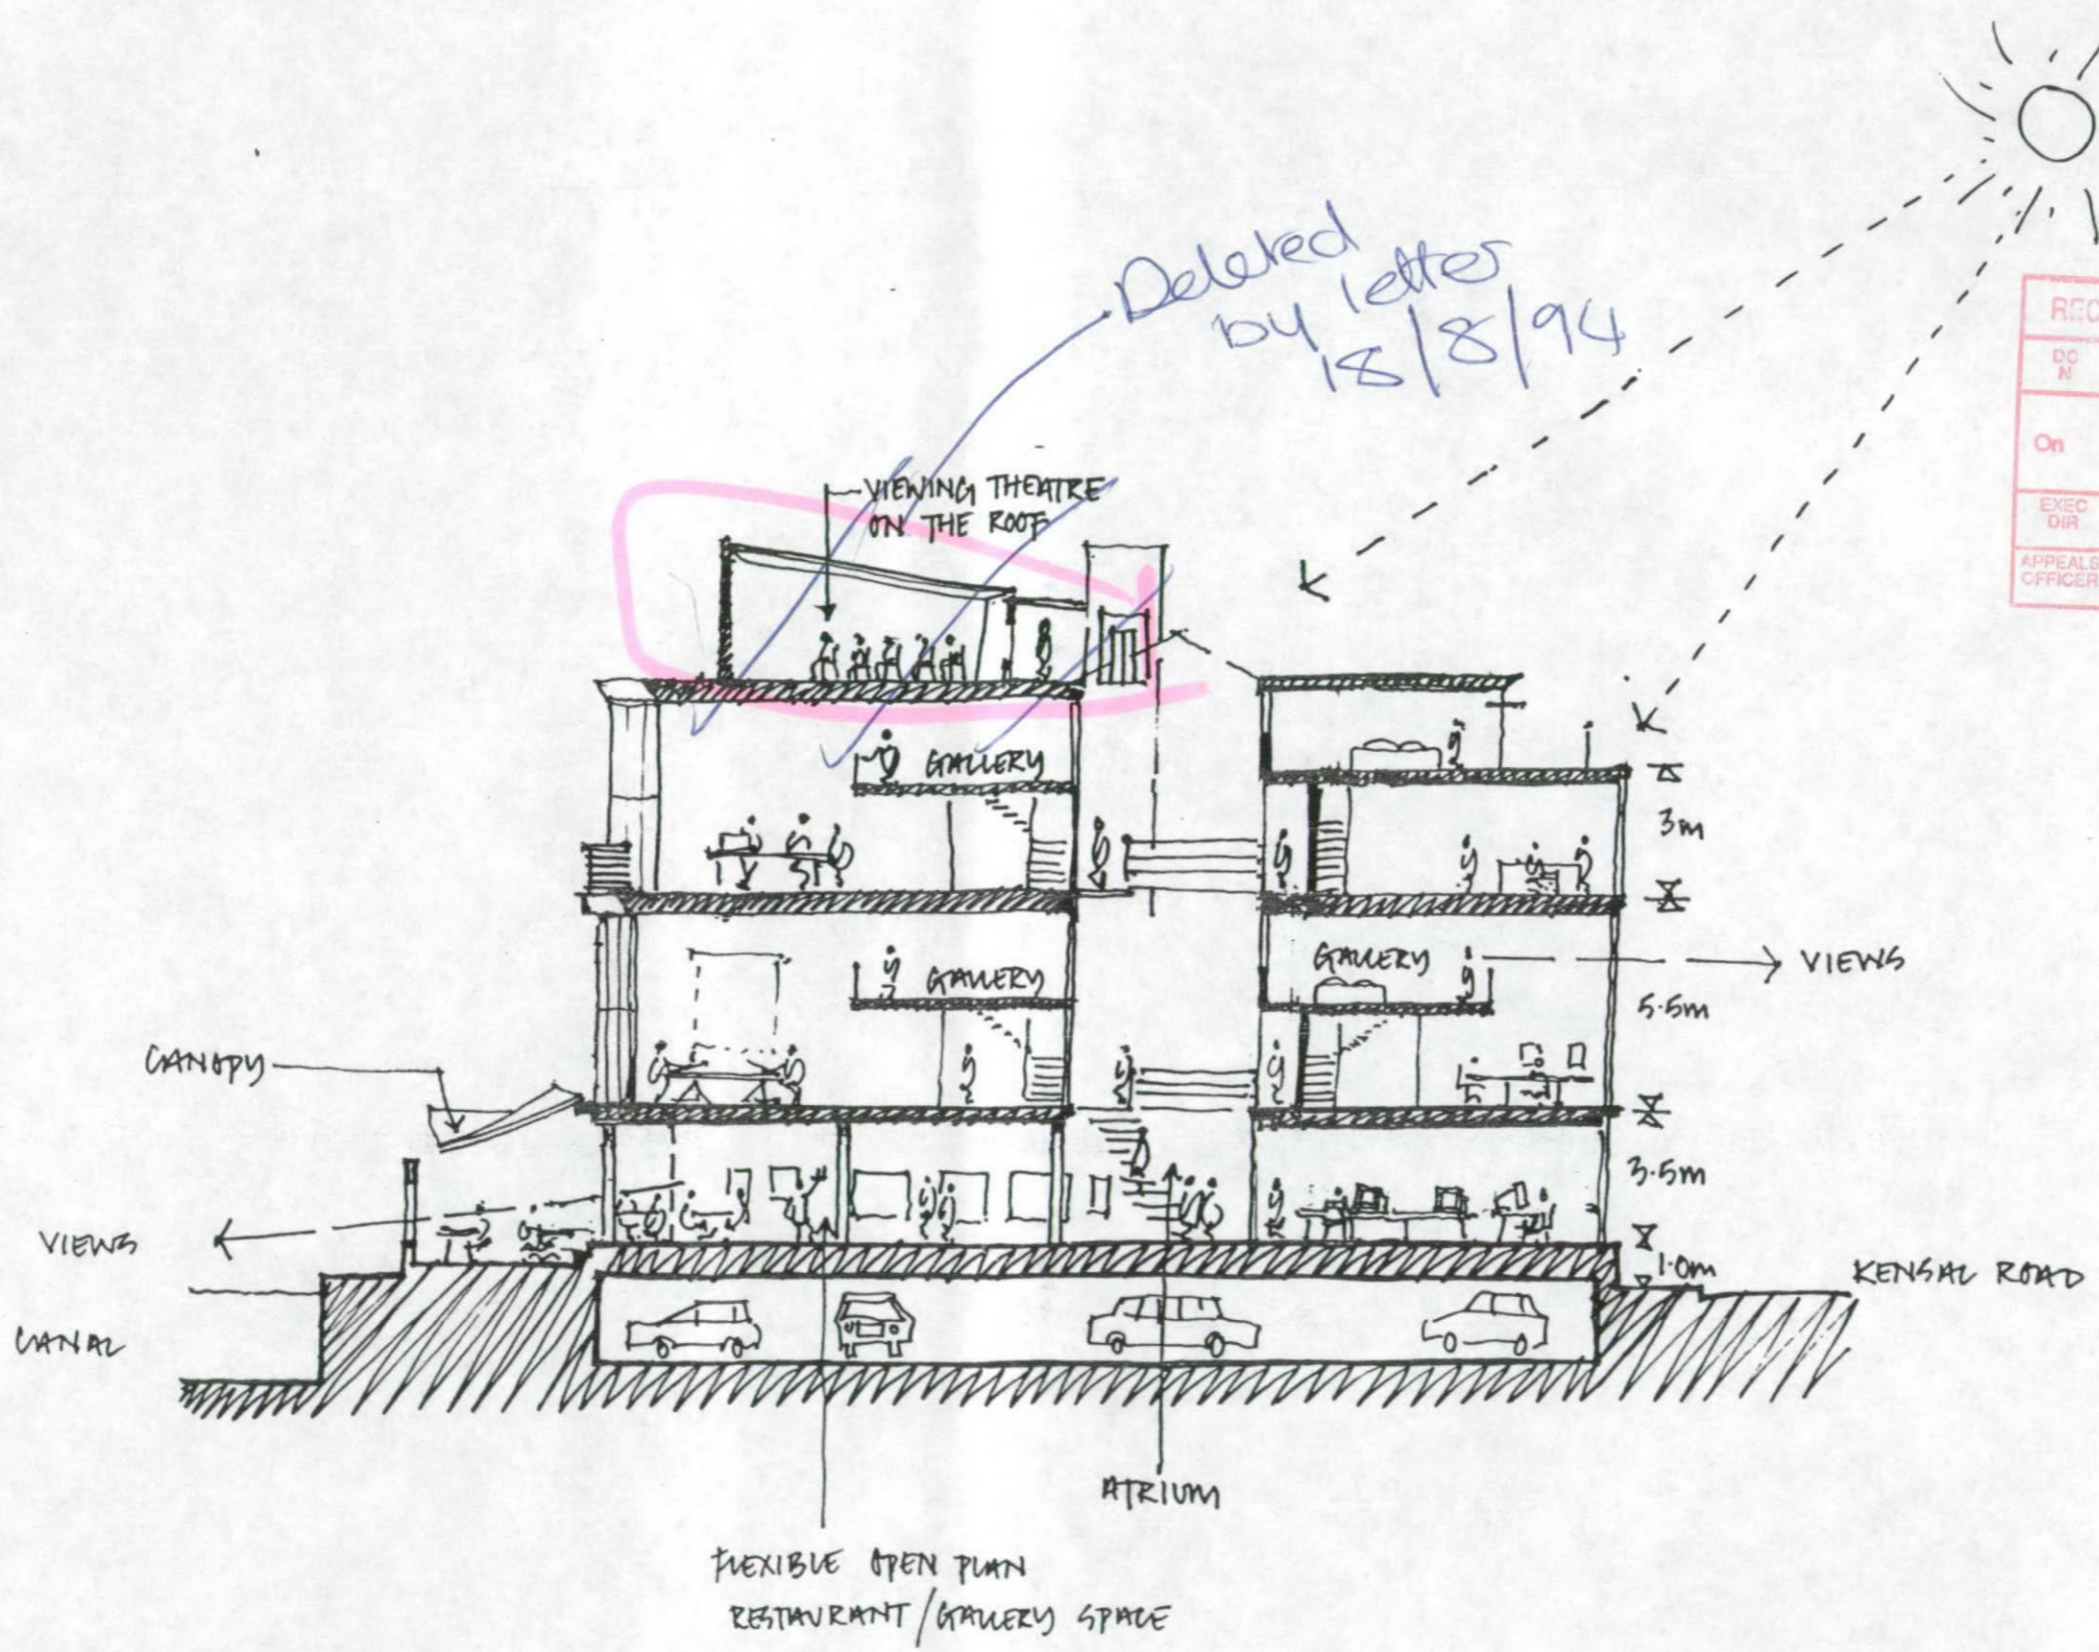 Deleted
by letter
18/8/94
REC
DC
N
On
EXEC
DIR
APPEALS
OFFICER
VIEWING THEATRE
ON THE ROOF
GALLERY
3m
GALLERY
GALLERY
VIEWS
5.5m
CANOPY
3.5m
VIEWS
1.0m
KENSAL ROAD
CANAL
ATRIUM
FLEXIBLE OPEN PLAN
RESTAURANT/GALLERY SPACE